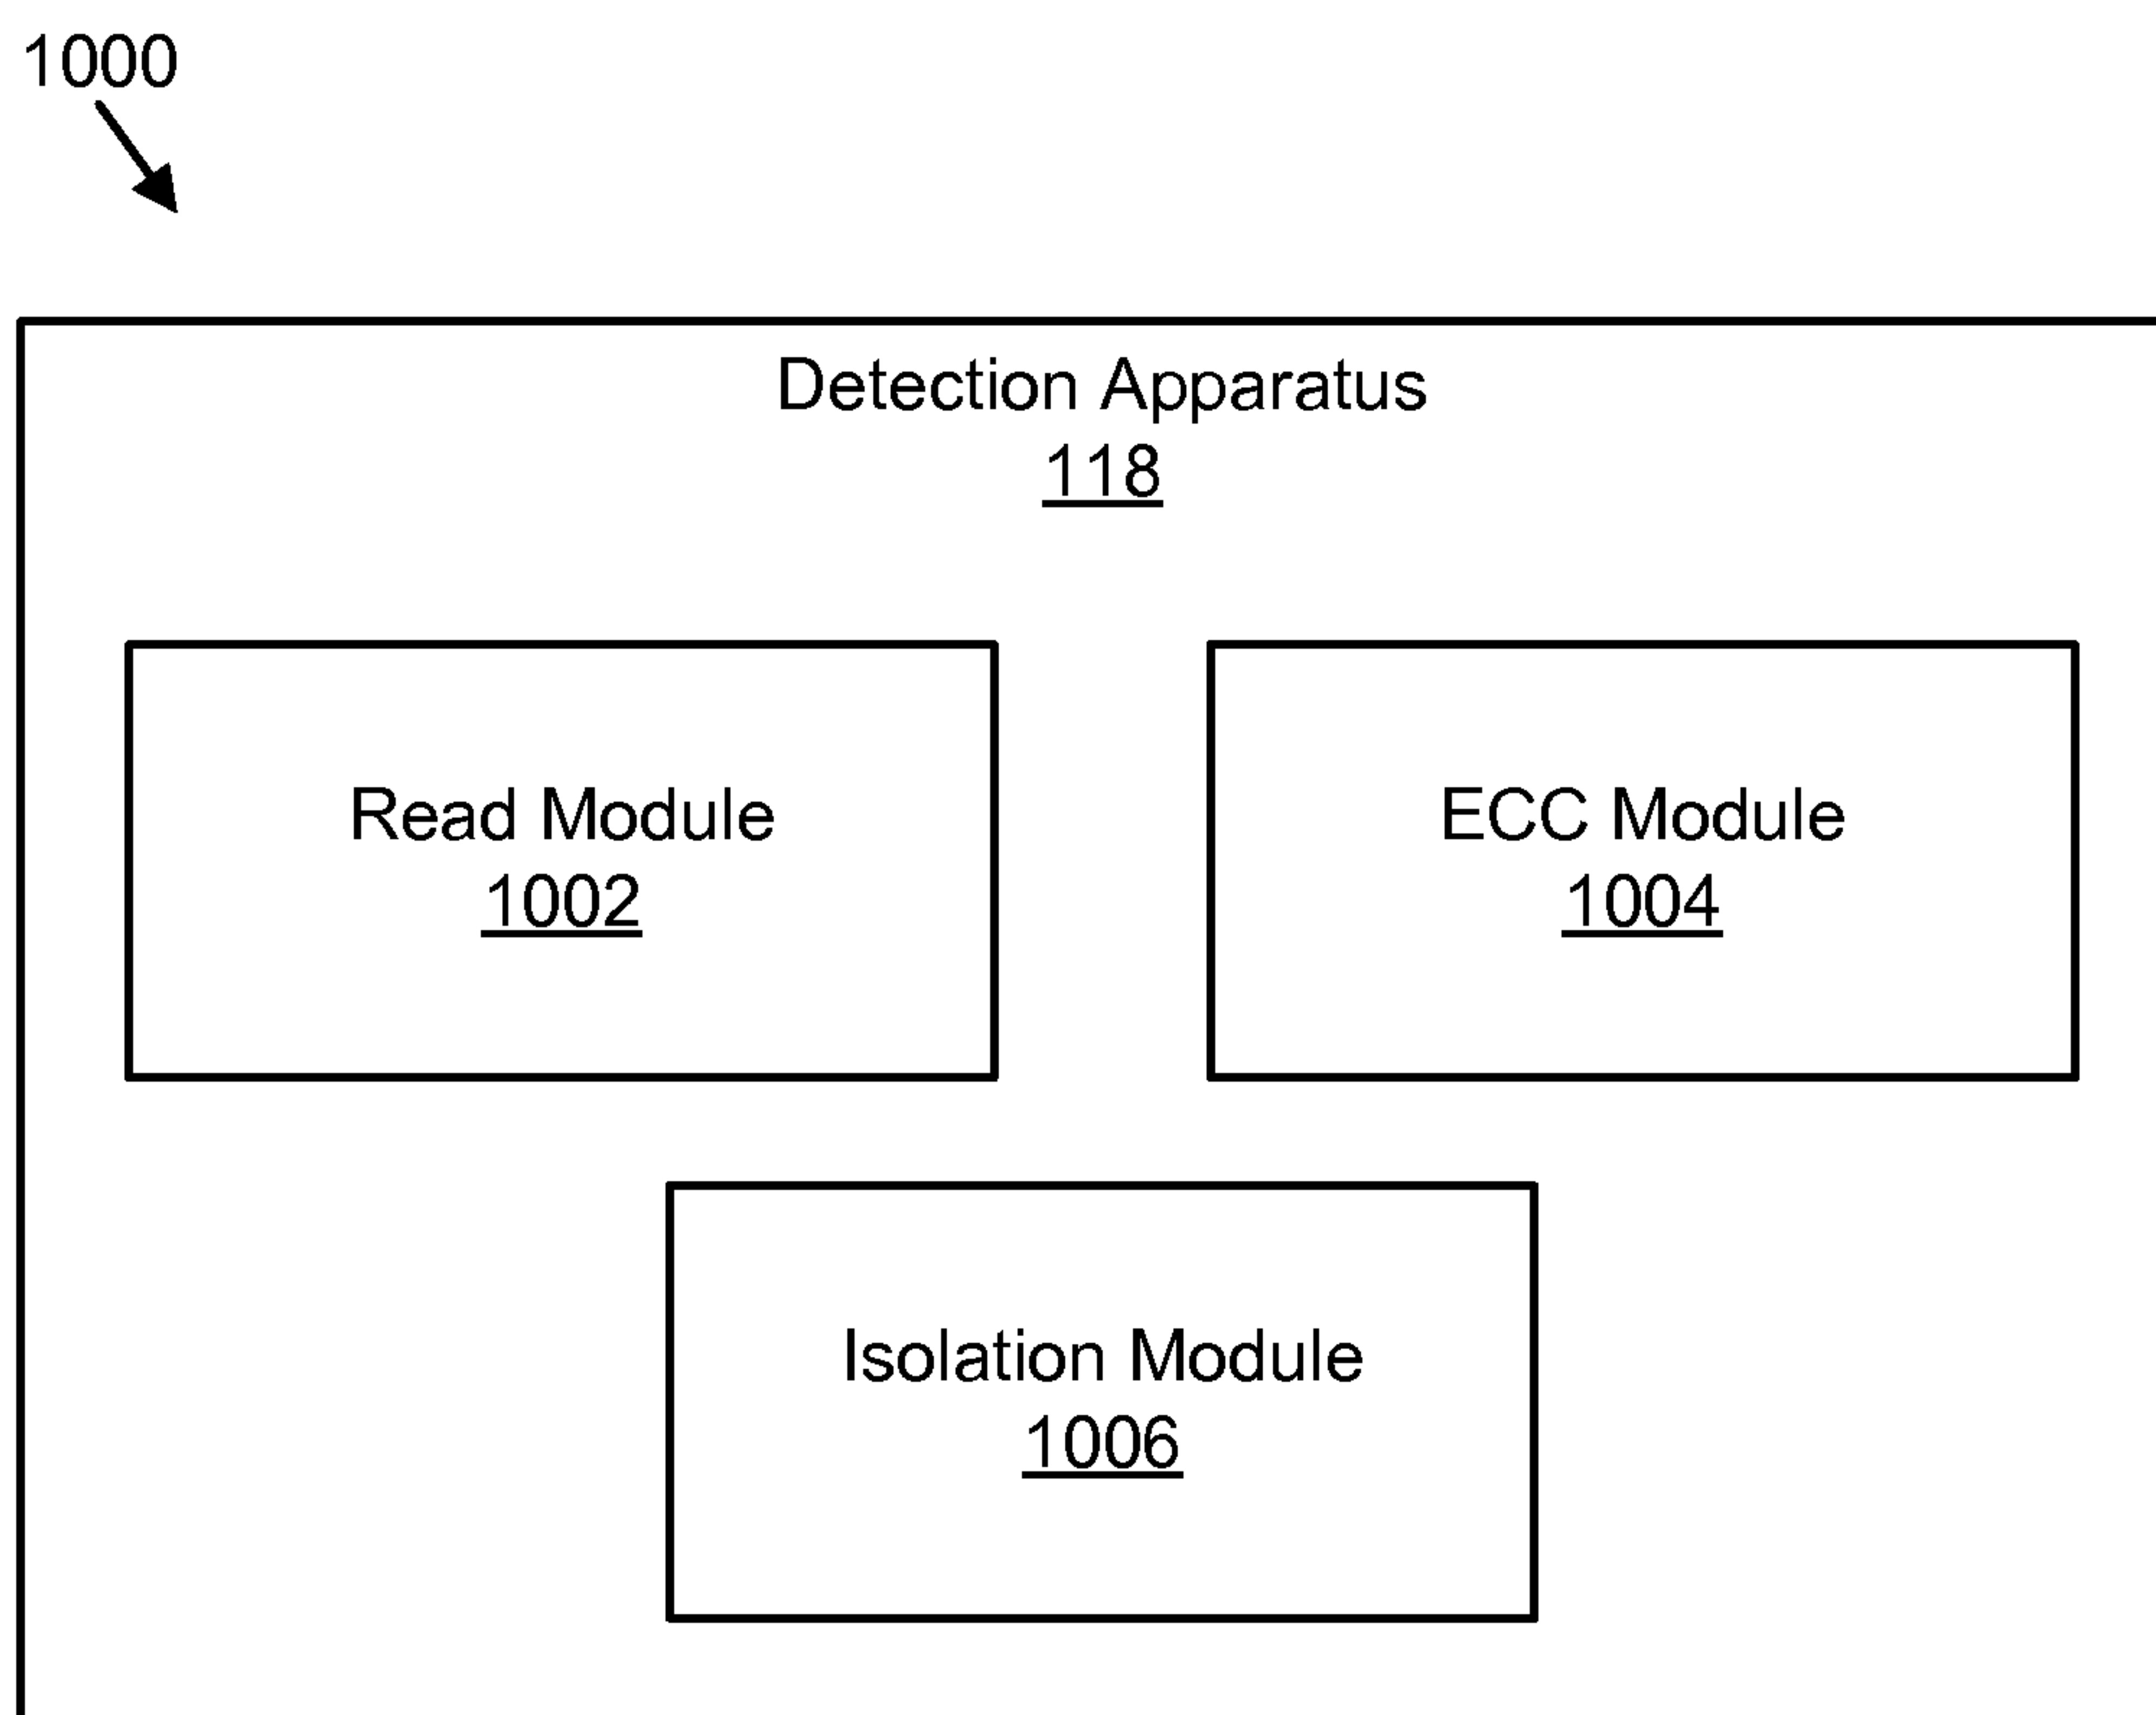 1000
Detection Apparatus
118
Read Module
1002
ECC Module
1004
Isolation Module
1006